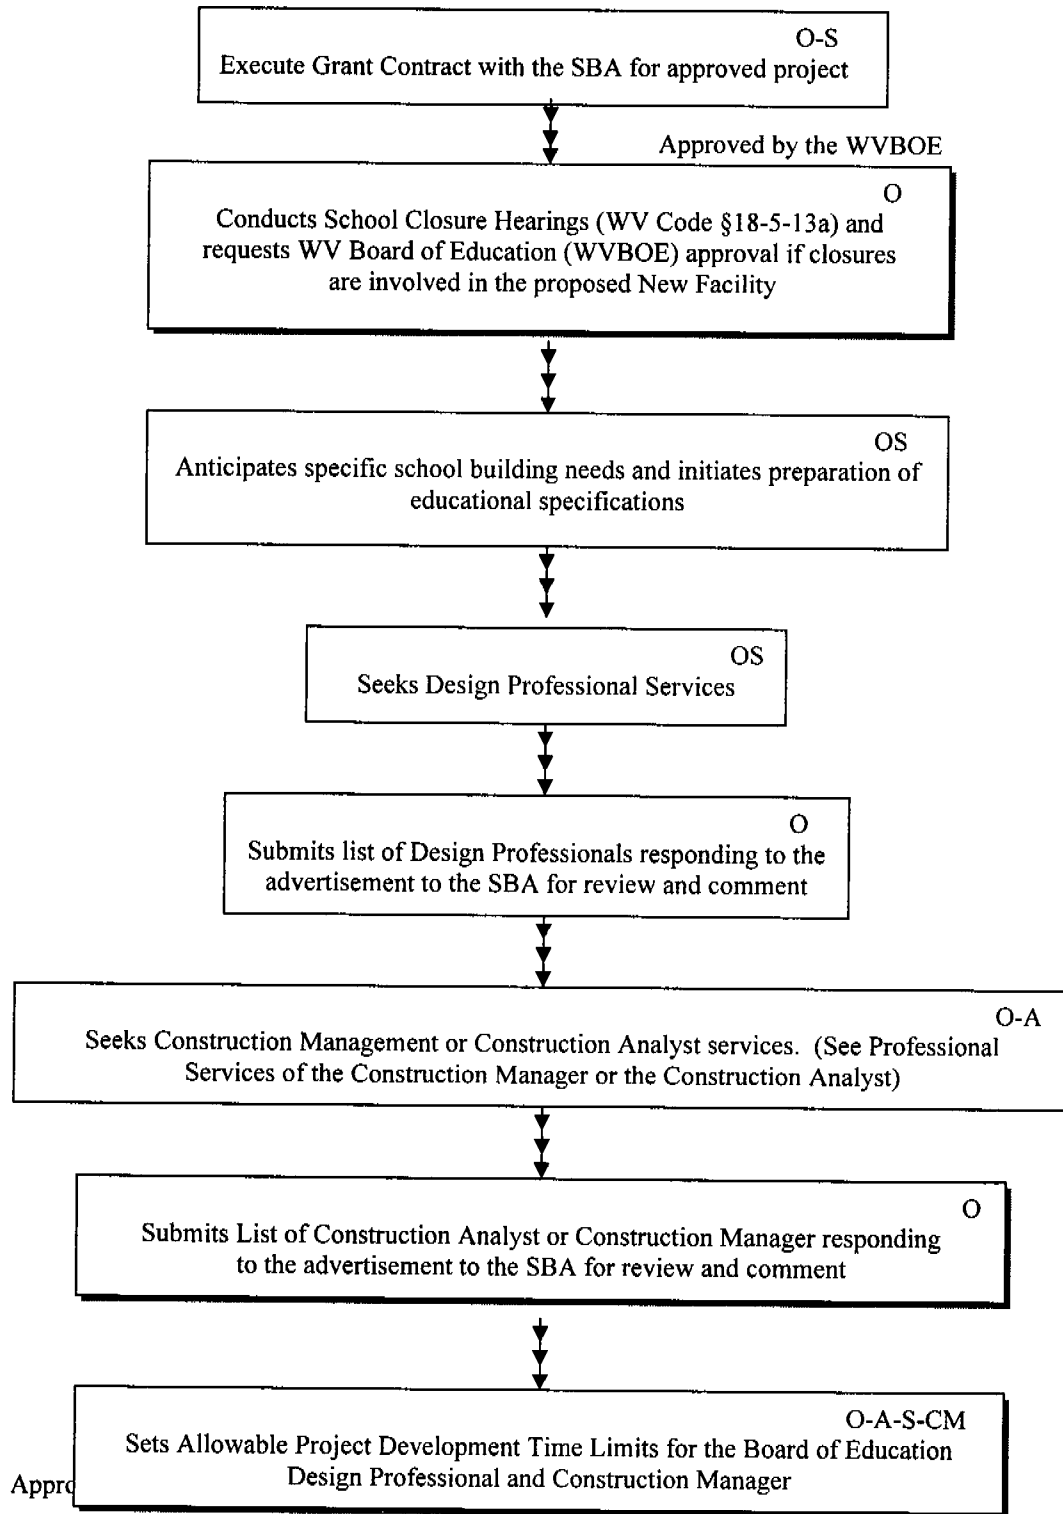 O-S
Execute Grant Contract with the SBA for approved project
Approved by the WVBOE
O
Conducts School Closure Hearings (WV Code §18-5-13a) and
requests WV Board of Education (WVBOE) approval if closures
are involved in the proposed New Facility
OS
Anticipates specific school building needs and initiates preparation of
educational specifications
OS
Seeks Design Professional Services
O
Submits list of Design Professionals responding to the
advertisement to the SBA for review and comment
O-A
Seeks Construction Management or Construction Analyst services.  (See Professional
Services of the Construction Manager or the Construction Analyst)
O
Submits List of Construction Analyst or Construction Manager responding
to the advertisement to the SBA for review and comment
O-A-S-CM
Sets Allowable Project Development Time Limits for the Board of Education
Design Professional and Construction Manager